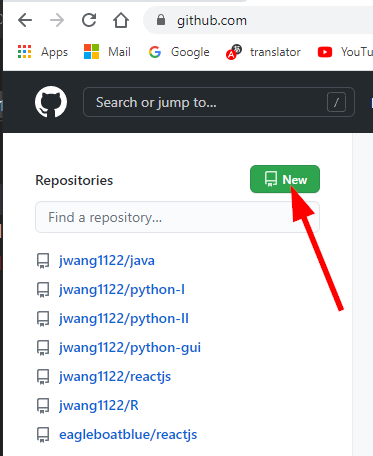 github.com
Apps Mail Google translator YouTu
Search or jump to... /
Repositories New
Find a repository...
jwang1122/java
jwang1122/python-I
jwang1122/python-II
jwang1122/python-gui
jwang1122/reactjs
jwang1122/R
eagleboatblue/reactjs